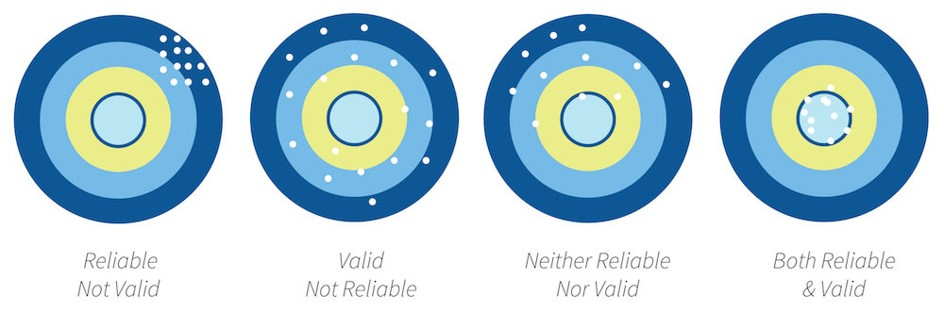 Reliable
Not Valid
Valid
Not Reliable
Neither Reliable
Nor Valid
Both Reliable
& Valid